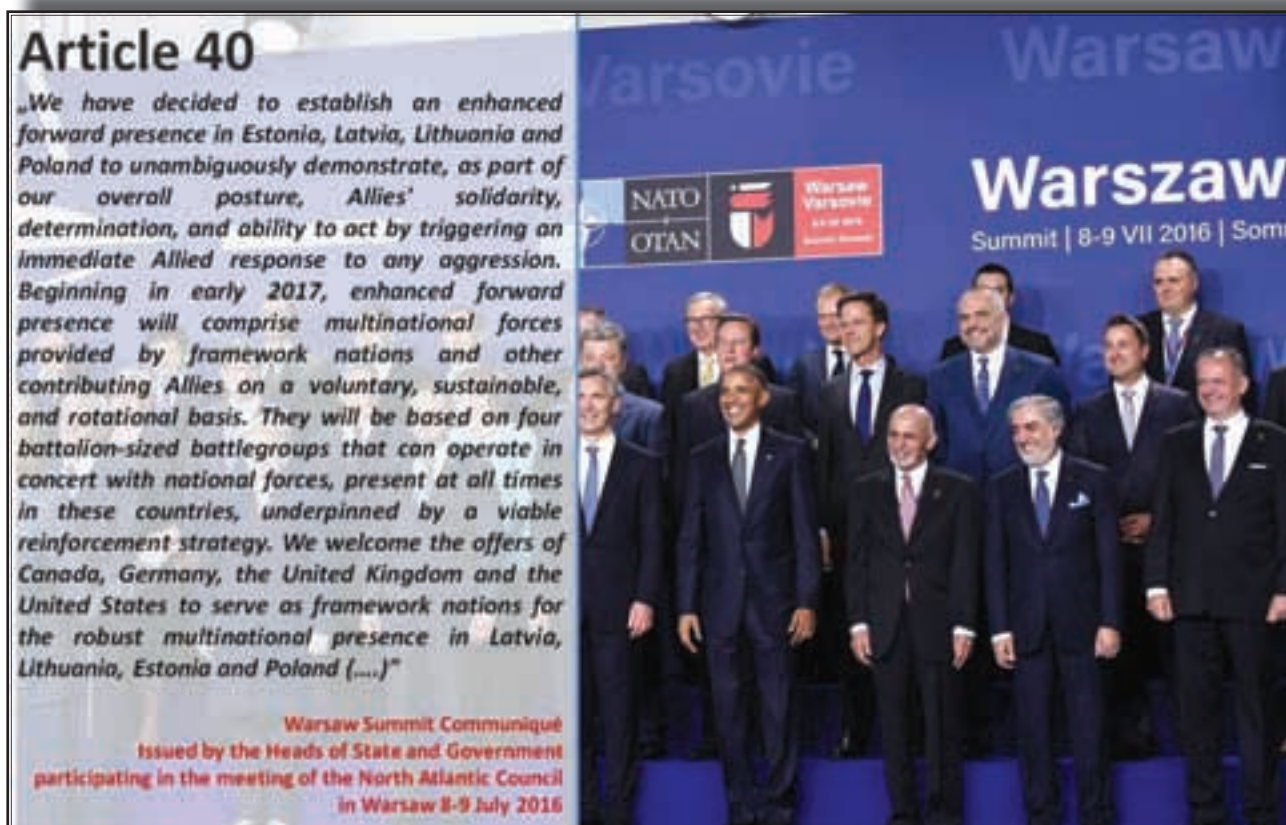 Article 40
„We have decided to establish an enhanced
forward presence in Estonia, Latvia, Lithuania and
Poland to unambiguously demonstrate, as part of
our overall posture, Allies' solidarity,
determination, and ability to act by triggering an
immediate Allied response to any aggression.
Beginning in early 2017, enhanced forward
presence will comprise multinational forces
provided by framework nations and other
contributing Allies on a voluntary, sustainable,
and rotational basis. They will be based on four
battalion-sized battlegroups that can operate in
concert with national forces, present at all times
in these countries, underpinned by a viable
reinforcement strategy. We welcome the offers of
Canada, Germany, the United Kingdom and the
United States to serve as framework nations for
the robust multinational presence in Latvia,
Lithuania, Estonia and Poland (....)"
Warsaw Summit Communiqué
Issued by the Heads of State and Government
participating in the meeting of the North Atlantic Council
in Warsaw 8-9 July 2016
Varsovie
Warsaw
NATO
OTAN
Warsaw
Varsovie
Warszaw
Summit | 8-9 VII 2016 | Som